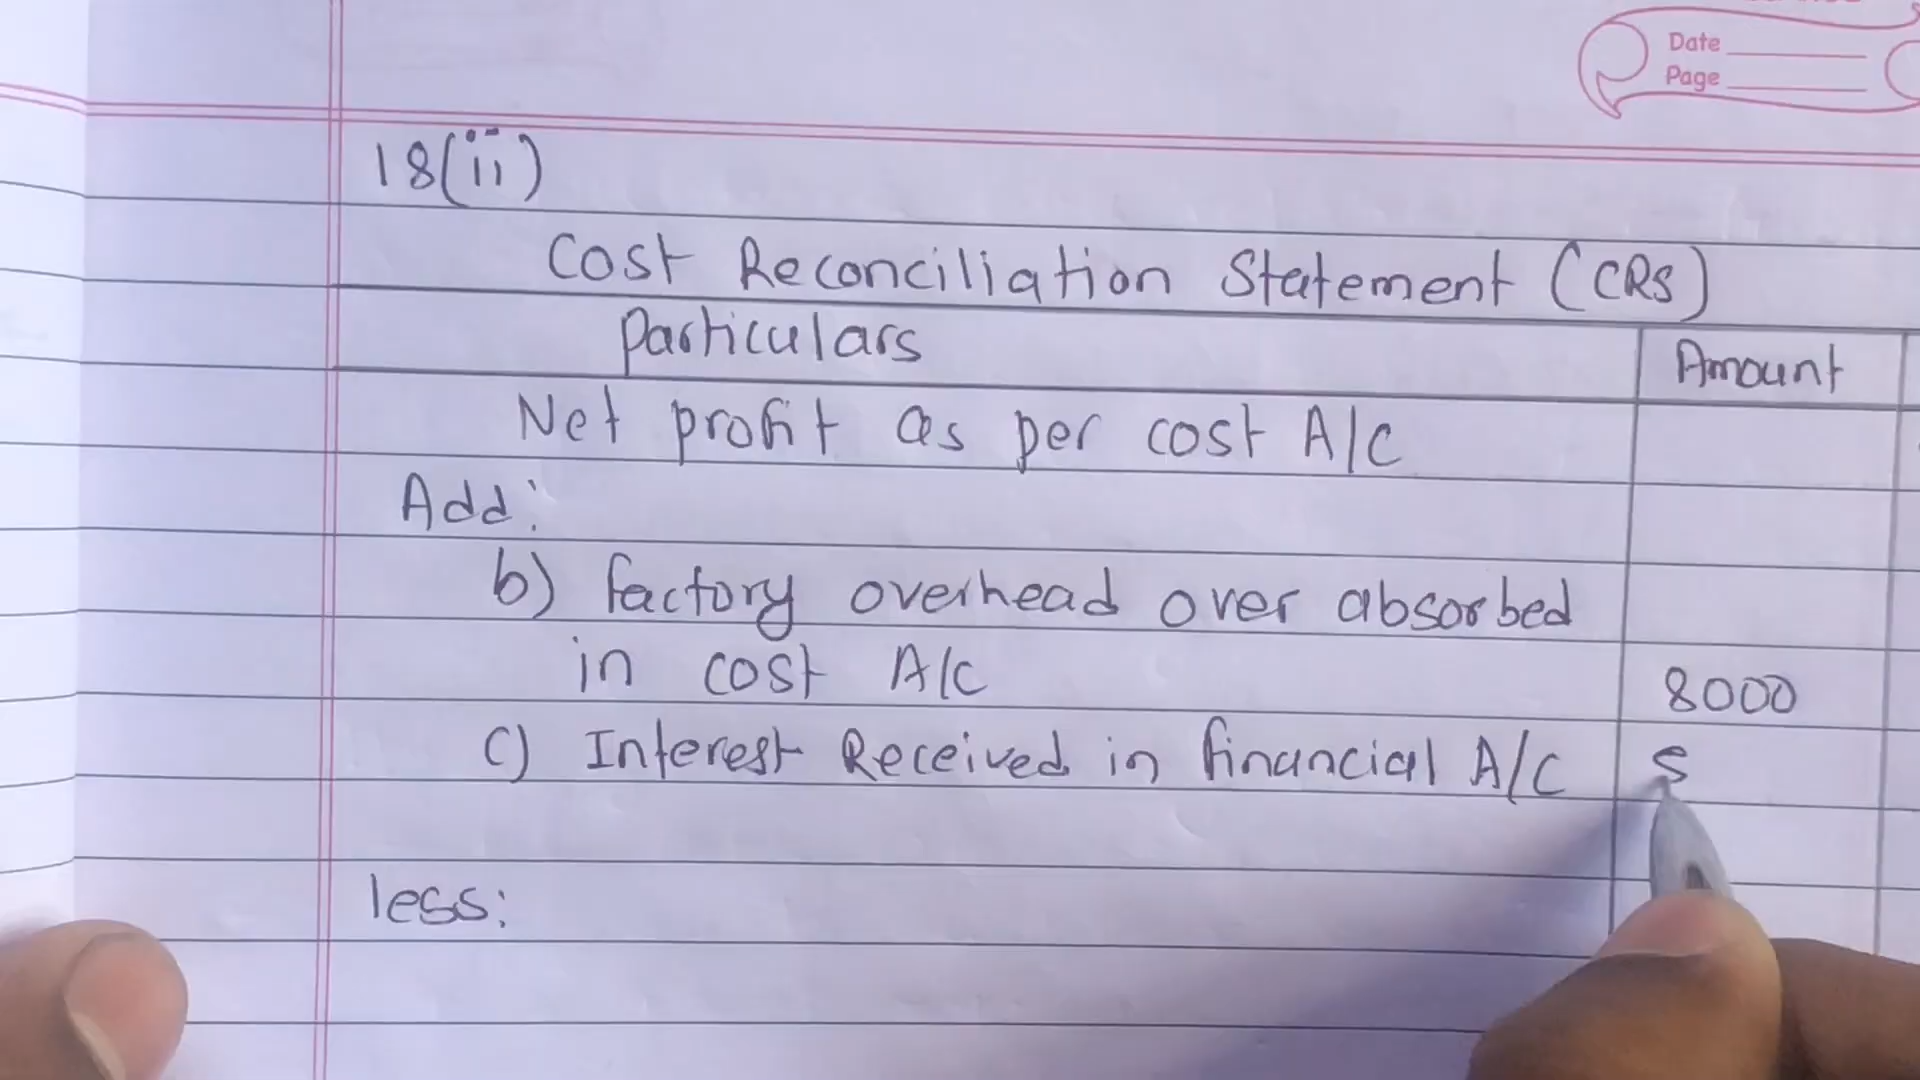 Date
Page
18(ii)
Cost Reconciliation Statement (CRS)
Particulars Amount
Net profit as per cost A/C
Add:
b) factory overhead over absorbed
in cost A/C 8000
c) Interest Received in financial A/C 5
less: